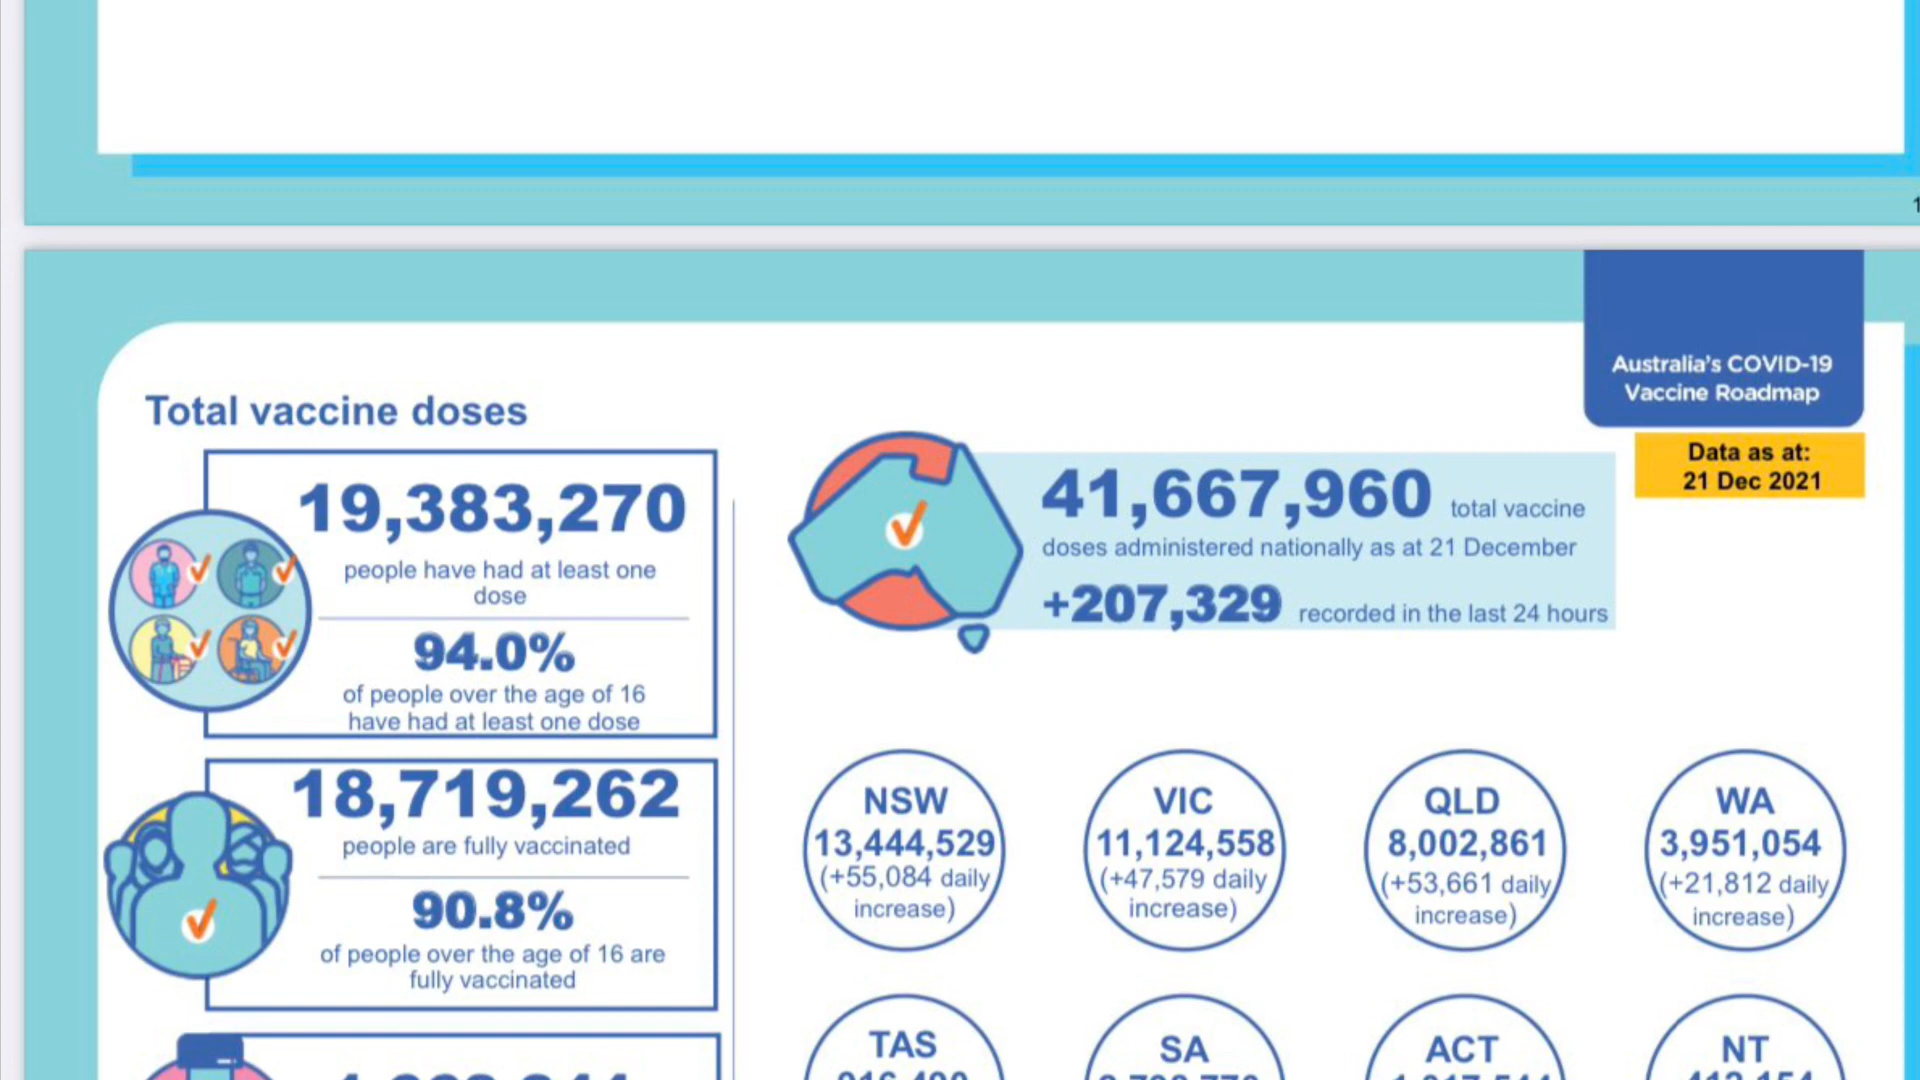 Australia's COVID-19
Vaccine Roadmap
Data as at:
21 Dec 2021
Total vaccine doses
19,383,270
people have had at least one
dose
94.0%
of people over the age of 16
have had at least one dose
18,719,262
people are fully vaccinated
90.8%
of people over the age of 16 are
fully vaccinated
41,667,960 total vaccine
doses administered nationally as at 21 December
+207,329 recorded in the last 24 hours
NSW
13,444,529
(+55,084 daily
increase)
VIC
11,124,558
(+47,579 daily
increase)
QLD
8,002,861
(+53,661 daily
increase)
WA
3,951,054
(+21,812 daily
increase)
TAS
SA
ACT
NT